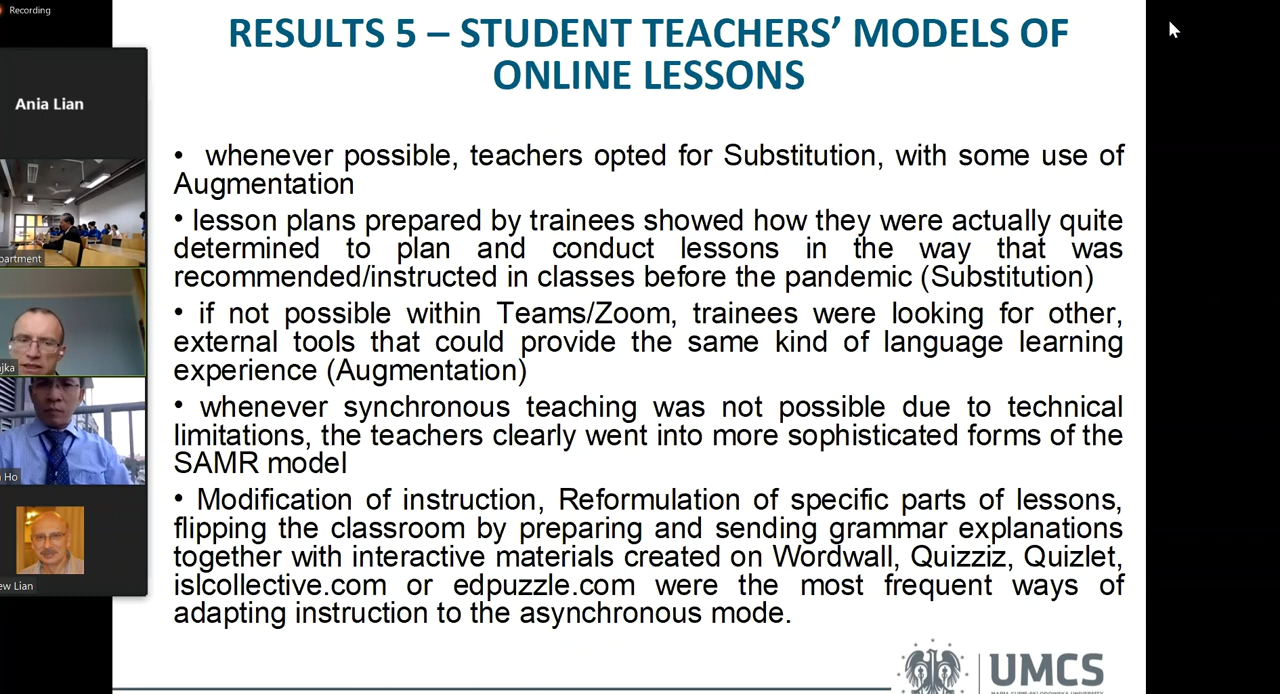 Recording
RESULTS 5 – STUDENT TEACHERS’ MODELS OF
ONLINE LESSONS
Ania Lian
• whenever possible, teachers opted for Substitution, with some use of
Augmentation
• lesson plans prepared by trainees showed how they were actually quite
determined to plan and conduct lessons in the way that was
recommended/instructed in classes before the pandemic (Substitution)
• if not possible within Teams/Zoom, trainees were looking for other,
external tools that could provide the same kind of language learning
experience (Augmentation)
• whenever synchronous teaching was not possible due to technical
limitations, the teachers clearly went into more sophisticated forms of the
SAMR model
• Modification of instruction, Reformulation of specific parts of lessons,
flipping the classroom by preparing and sending grammar explanations
together with interactive materials created on Wordwall, Quizziz, Quizlet,
islcollective.com or edpuzzle.com were the most frequent ways of
adapting instruction to the asynchronous mode.
partment
jka
Ho
ew Lian
UMCS